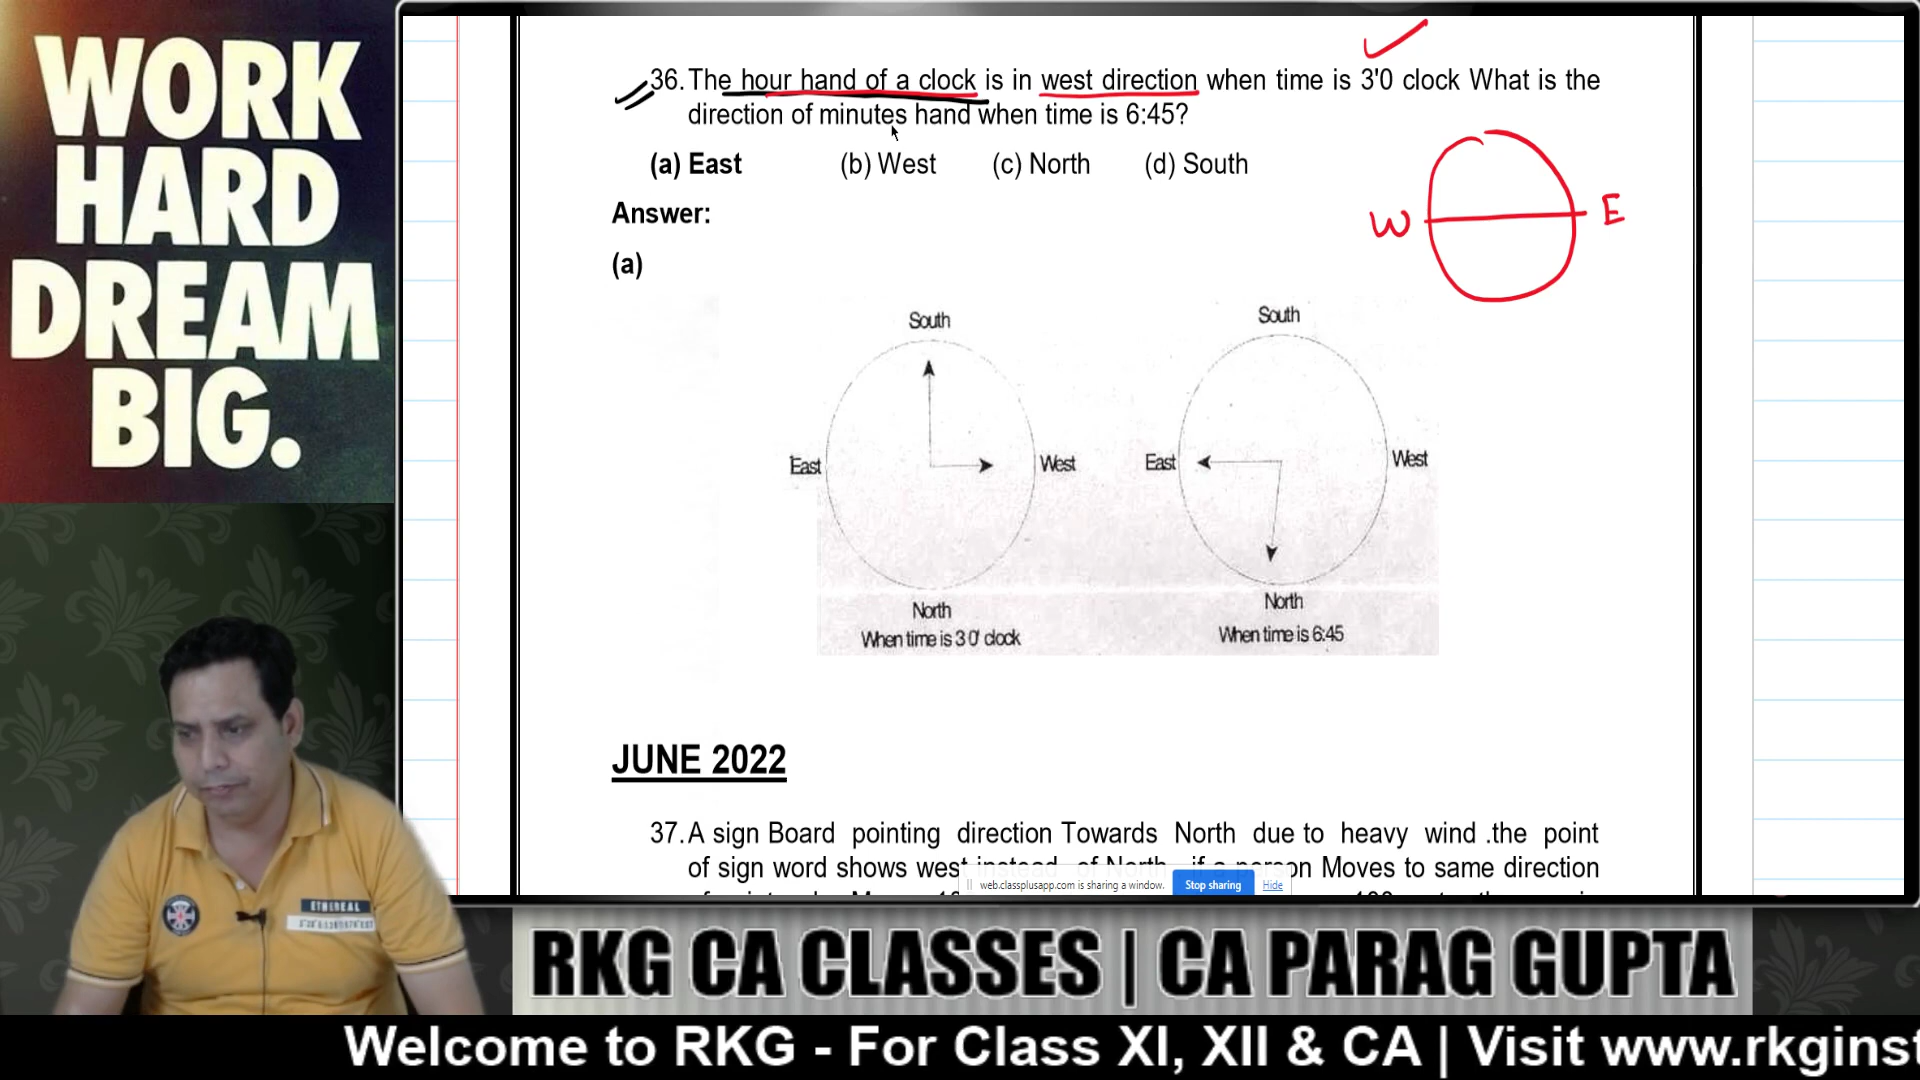 WORK
HARD
DREAM
BIG.
36. The hour hand of a clock is in west direction when time is 3'0 clock What is the
direction of minutes hand when time is 6:45?
(a) East (b) West (c) North (d) South
Answer:
(a)
W E
South
East West
North
When time is 3 0' clock
South
East West
North
When time is 6:45
JUNE 2022
37. A sign Board pointing direction Towards North due to heavy wind .the point
of sign word shows west instead of North . if a person Moves to same direction
web.classplusapp.com is sharing a window. Stop sharing Hide
ETHEREAL
RKG CA CLASSES | CA PARAG GUPTA
Welcome to RKG - For Class XI, XII & CA | Visit www.rkginst